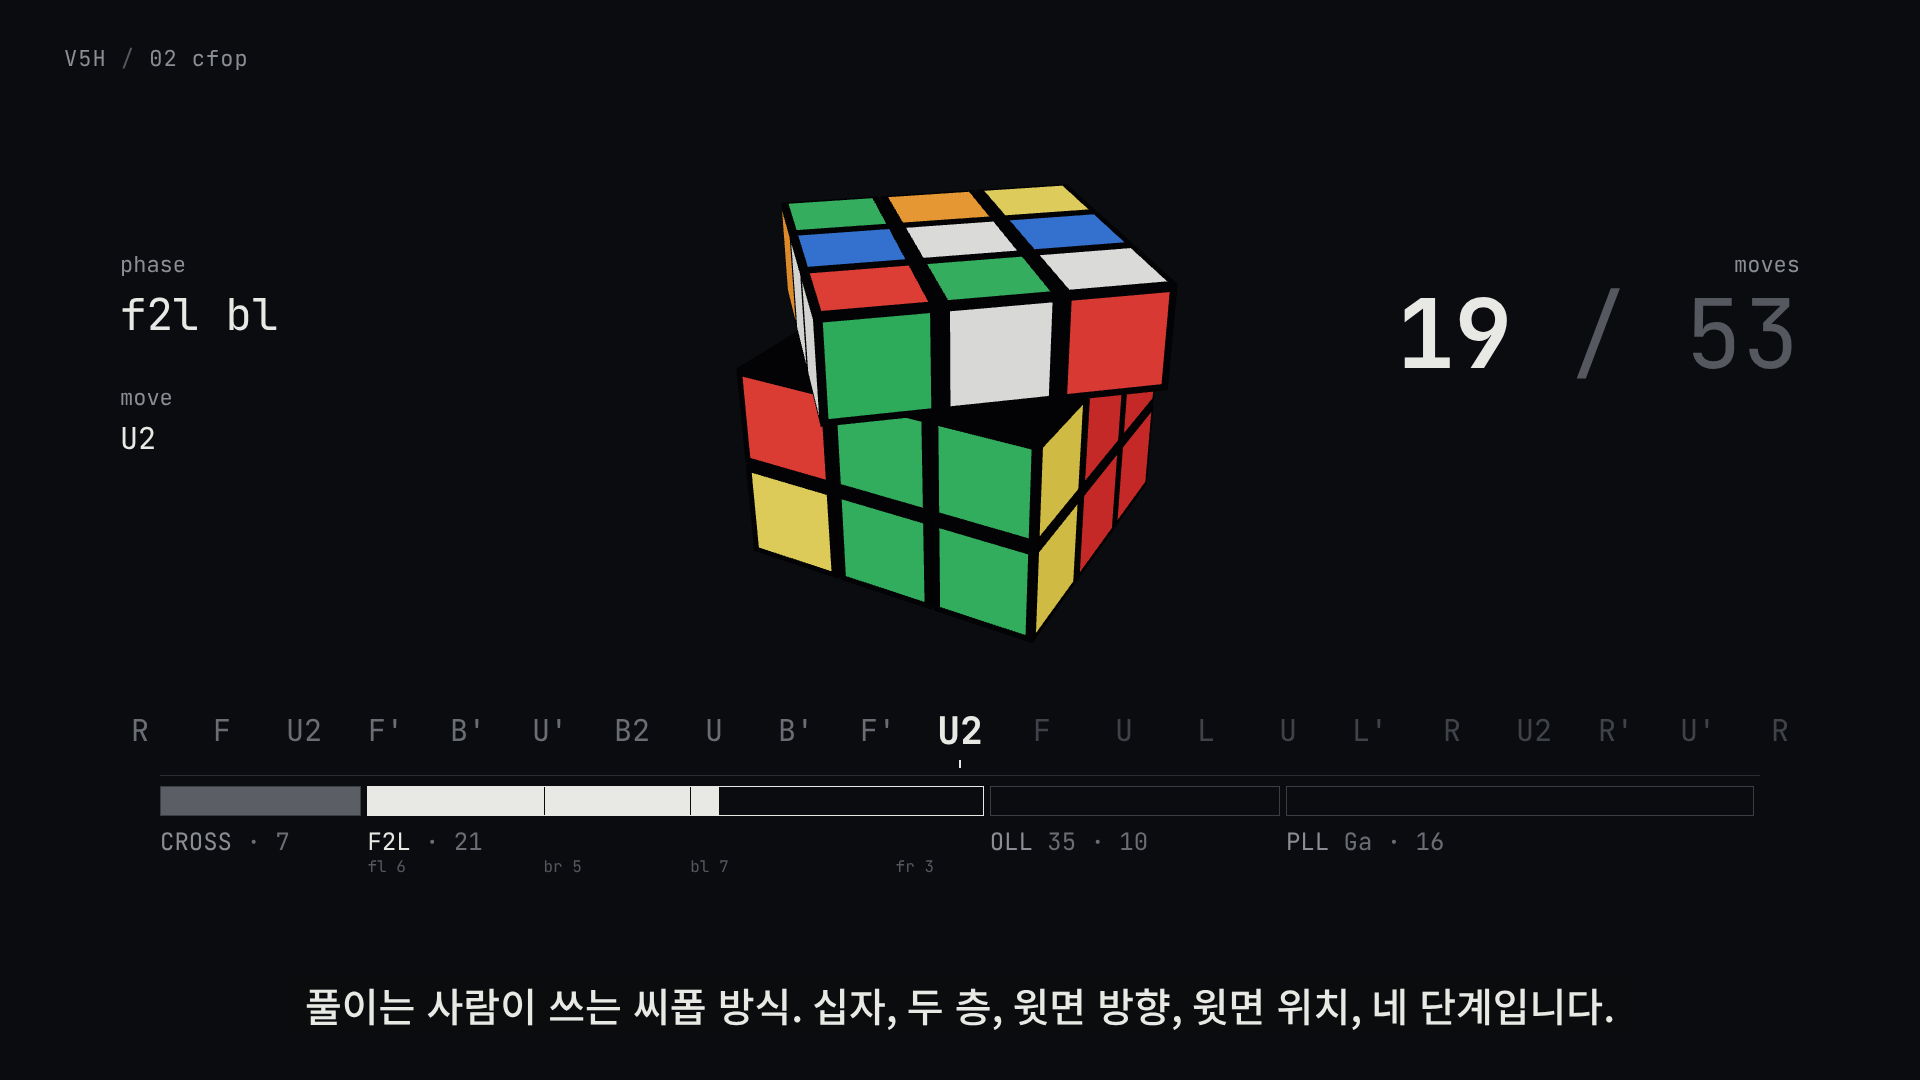 V5H / 02 cfop
phase
f2l bl
move
U2
moves
19 / 53
R F U2 F' B' U' B2 U B' F' U2 F U L U L' R U2 R' U' R
CROSS · 7 F2L · 21 OLL 35 · 10 PLL Ga · 16
fl 6 br 5 bl 7 fr 3
풀이는 사람이 쓰는 씨폽 방식. 십자, 두 층, 윗면 방향, 윗면 위치, 네 단계입니다.